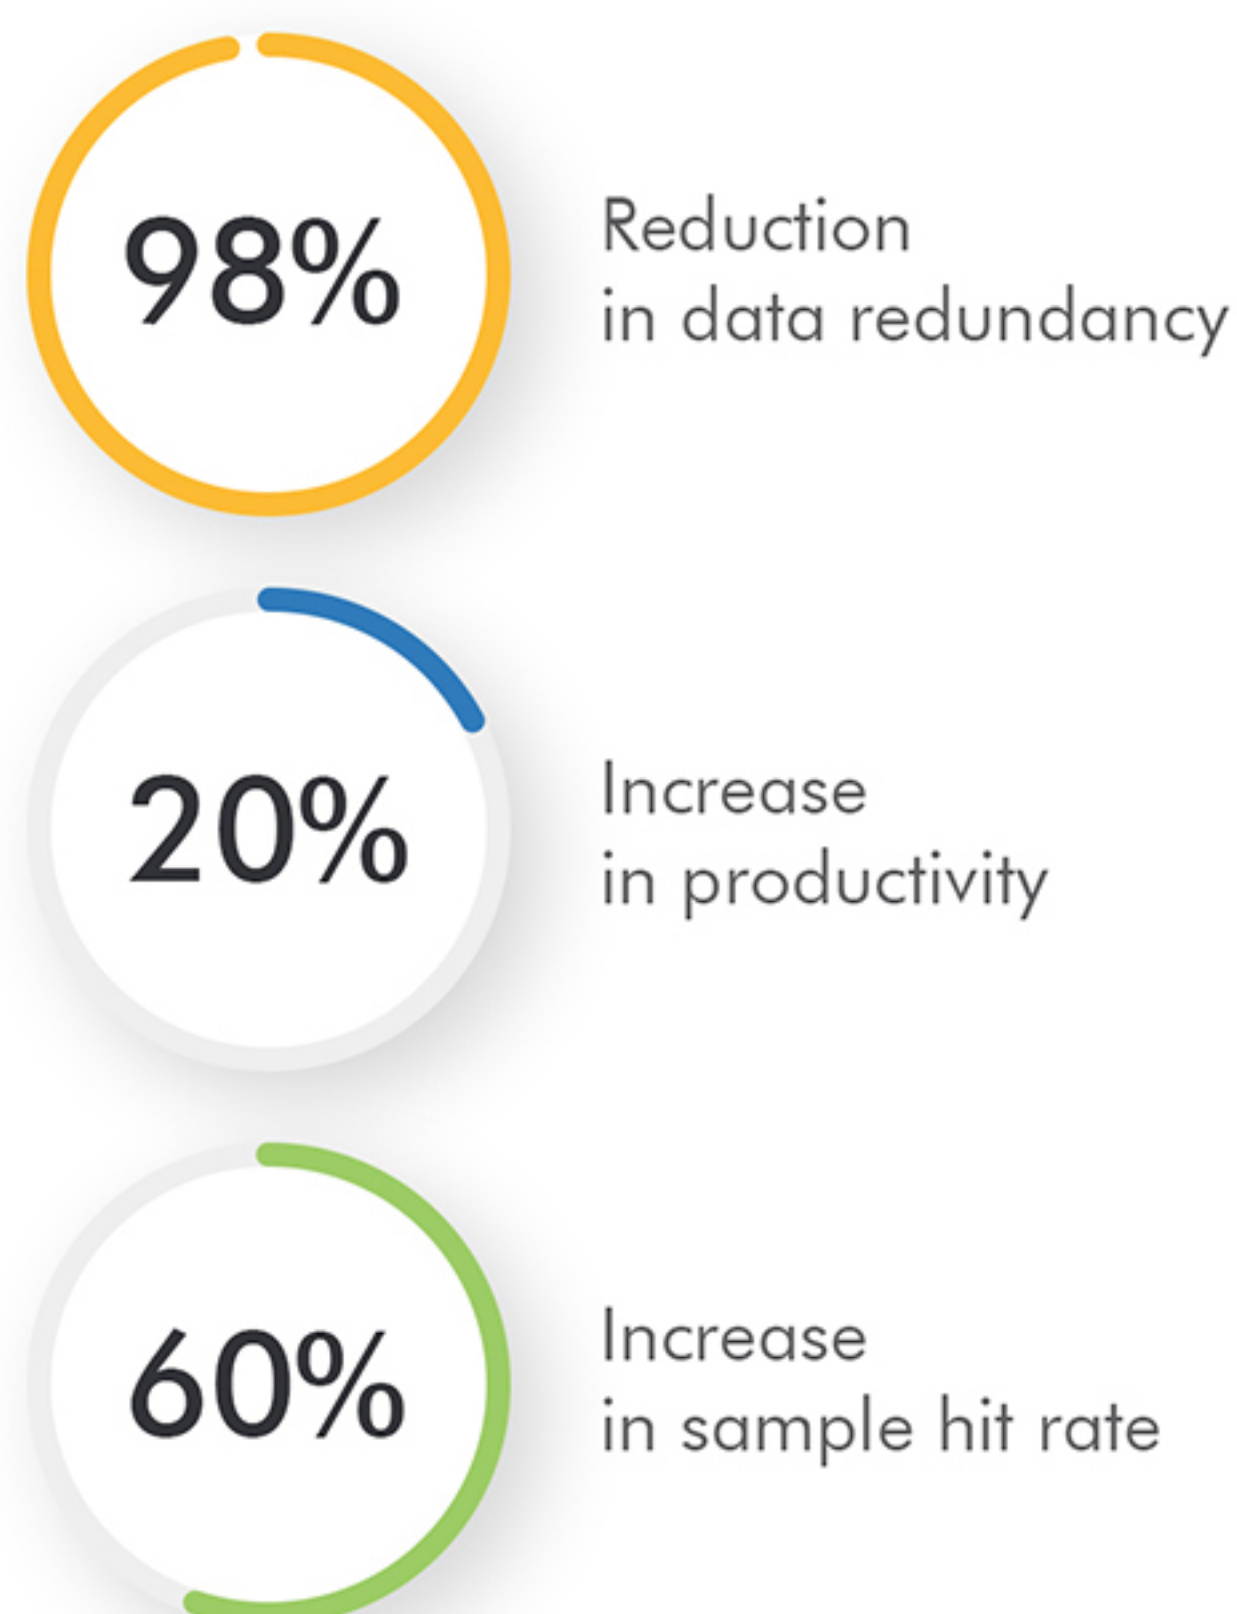 98%
Reduction
in data redundancy
20%
Increase
in productivity
60%
Increase
in sample hit rate